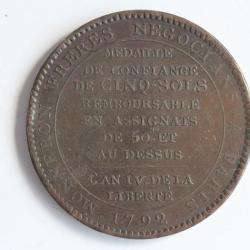 MONNERON FRERES NEGOCIANS A PARIS
MEDAILLE
DE CONFIANCE
DE CINQ=SOLS
REMBOURSABLE
EN ASSIGNATS
DE 50# ET
AU DESSUS
L'AN IV. DE LA
LIBERTÉ
1792